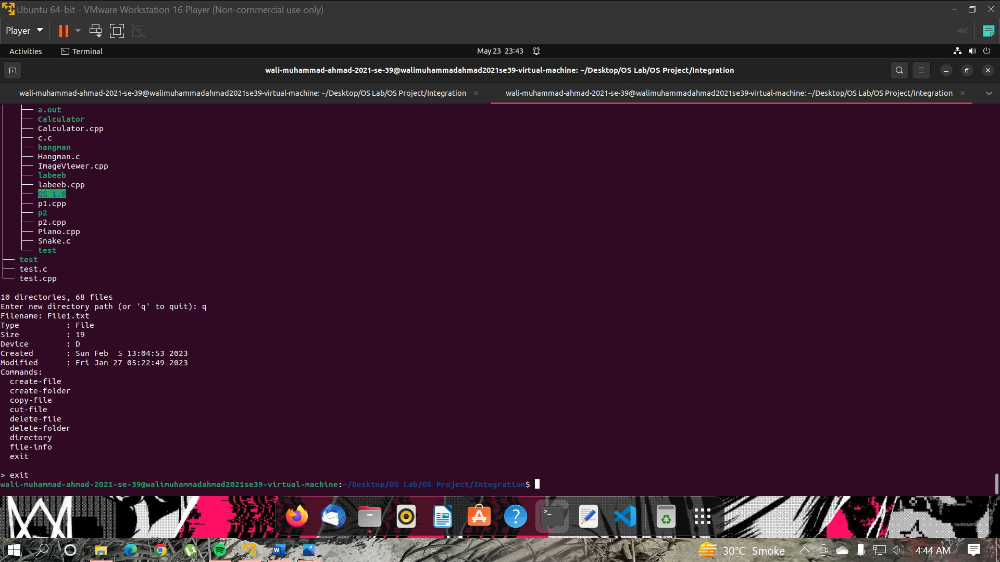 Ubuntu 64-bit - VMware Workstation 16 Player (Non-commercial use only)
Player
Activities
Terminal
May 23 23:43
wali-muhammad-ahmad-2021-se-39@walimuhammadahmad2021se39-virtual-machine: ~/Desktop/OS Lab/OS Project/Integration
wali-muhammad-ahmad-2021-se-39@walimuhammadahmad2021se39-virtual-machine: ~/Desktop/OS Lab/OS Project/Integration
wali-muhammad-ahmad-2021-se-39@walimuhammadahmad2021se39-virtual-machine: ~/Desktop/OS Lab/OS Project/Integration
a.out
Calculator
Calculator.cpp
c.c
hangman
Hangman.c
ImageViewer.cpp
labeeb
labeeb.cpp
OS 1.0
p1.cpp
p2
p2.cpp
Piano.cpp
Snake.c
test
test
test.c
test.cpp
10 directories, 68 files
Enter new directory path (or 'q' to quit): q
Filename: File1.txt
Type : File
Size : 19
Device : D
Created : Sun Feb  5 13:04:53 2023
Modified : Fri Jan 27 05:22:49 2023
Commands:
create-file
create-folder
copy-file
cut-file
delete-file
delete-folder
directory
file-info
exit
> exit
wali-muhammad-ahmad-2021-se-39@walimuhammadahmad2021se39-virtual-machine:~/Desktop/OS Lab/OS Project/Integration$
30°C Smoke
4:44 AM